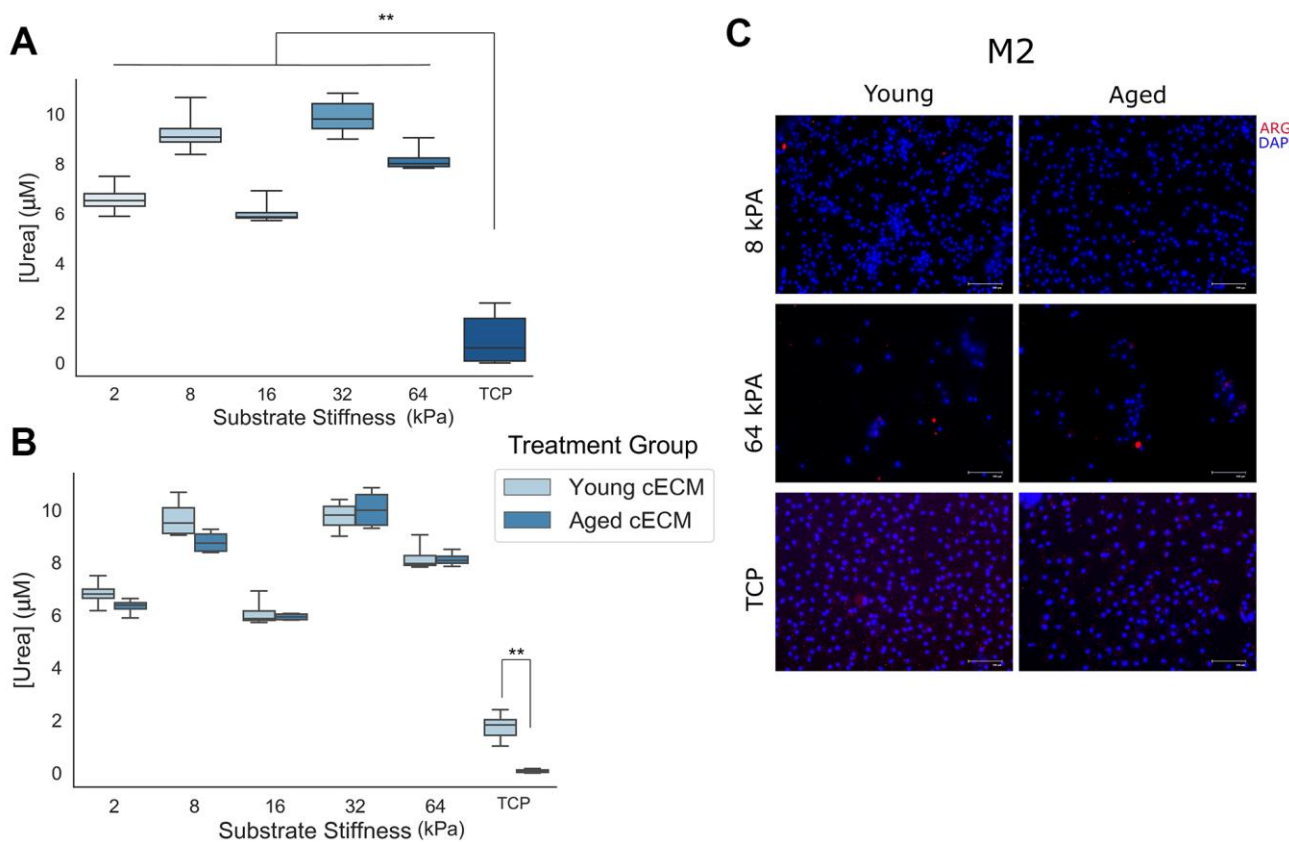 A
**
[Urea] (µM)
10
8
6
4
2
0
2 8 16 32 64 TCP
Substrate Stiffness (kPa)
B
Treatment Group
Young cECM
Aged cECM
**
[Urea] (µM)
10
8
6
4
2
0
2 8 16 32 64 TCP
Substrate Stiffness (kPa)
C
M2
Young Aged
ARG
DAP
8 kPA
64 kPA
TCP